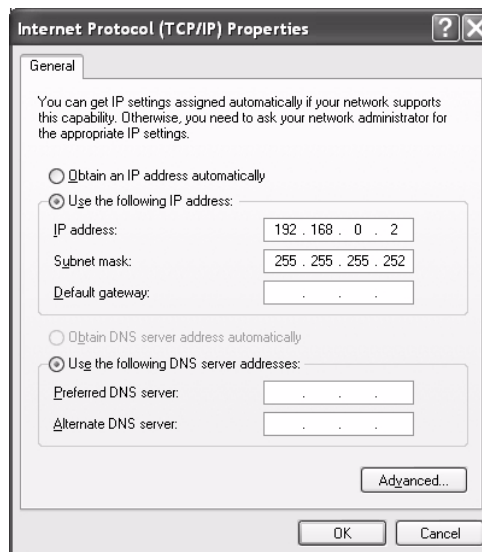 Internet Protocol (TCP/IP) Properties
General
You can get IP settings assigned automatically if your network supports
this capability. Otherwise, you need to ask your network administrator for
the appropriate IP settings.
Obtain an IP address automatically
Use the following IP address:
IP address: 192 . 168 . 0 . 2
Subnet mask: 255 . 255 . 255 . 252
Default gateway: . . .
Obtain DNS server address automatically
Use the following DNS server addresses:
Preferred DNS server: . . .
Alternate DNS server: . . .
Advanced...
OK Cancel